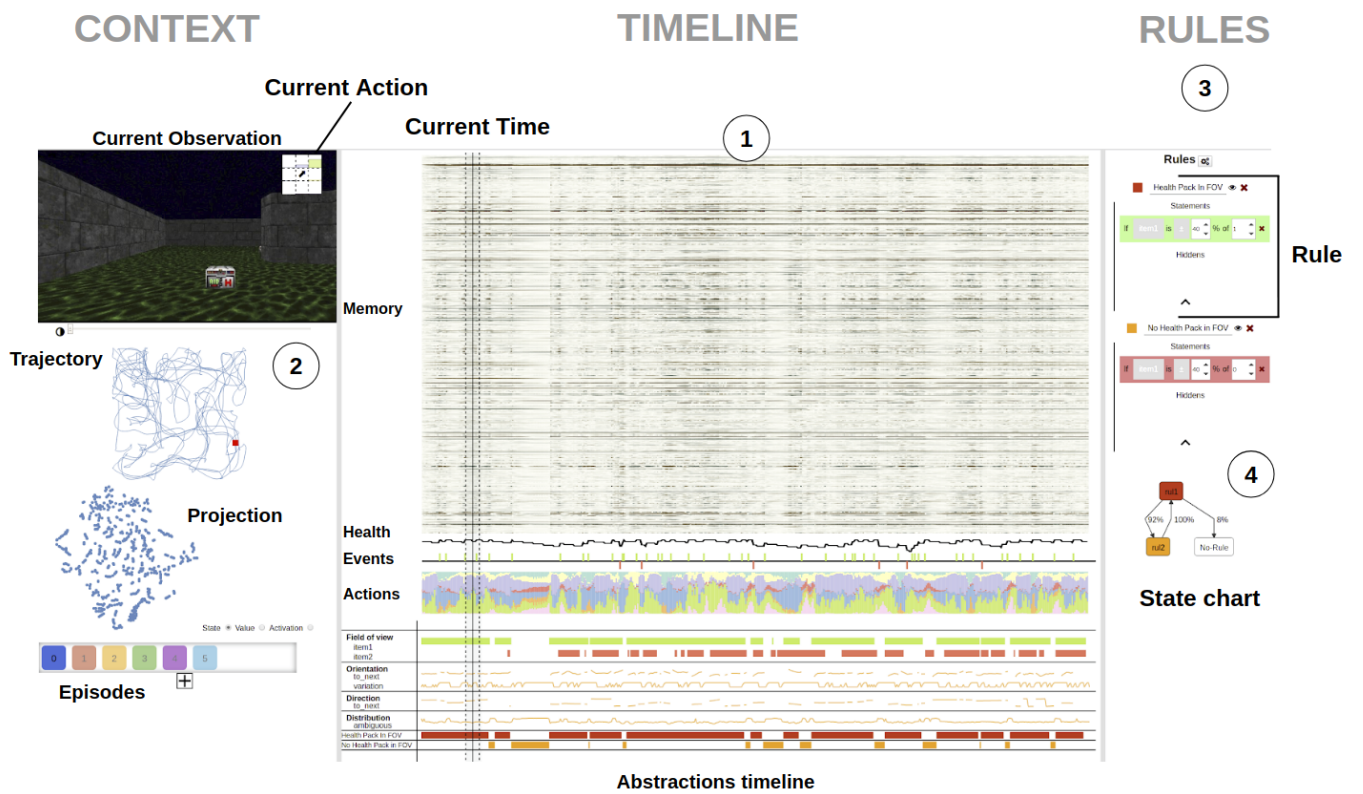 CONTEXT
TIMELINE
RULES
Current Action
Current Observation
Current Time
1
3
Rules
Health Pack In FOV
Statements
If item1 is ± 40 % of 1
Hiddens
Rule
Memory
Trajectory
2
No Health Pack in FOV
Statements
If item1 is ± 40 % of 0
Hiddens
4
rul1
92% 100% 8%
rul2 No-Rule
State chart
Projection
State Value Activation
0 1 2 3 4 5
Episodes
Health
Events
Actions
Field of view
item1
item2
Orientation
to_next
variation
Direction
to_next
Distribution
ambiguous
Health Pack In FOV
No Health Pack in FOV
Abstractions timeline